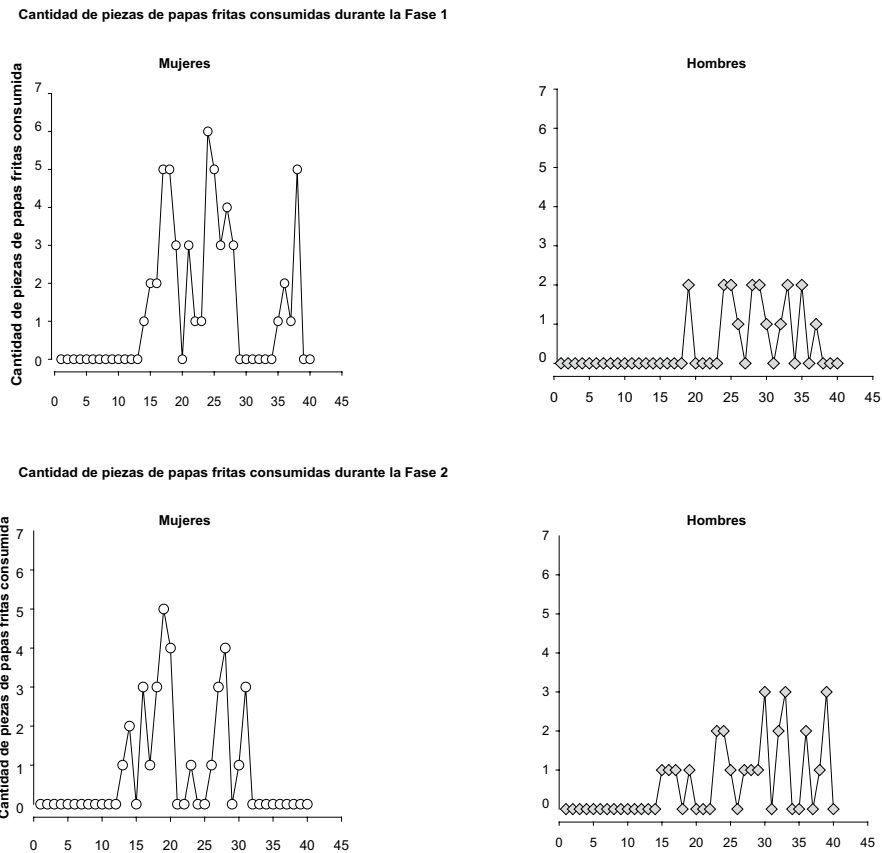 Cantidad de piezas de papas fritas consumidas durante la Fase 1
Mujeres
Cantidad de piezas de papas fritas consumida
7
6
5
4
3
2
1
0
0 5 10 15 20 25 30 35 40 45
Hombres
7
6
5
4
3
2
1
0
0 5 10 15 20 25 30 35 40 45
Cantidad de piezas de papas fritas consumidas durante la Fase 2
Mujeres
Cantidad de piezas de papas fritas consumida
7
6
5
4
3
2
1
0
0 5 10 15 20 25 30 35 40 45
Hombres
7
6
5
4
3
2
1
0
0 5 10 15 20 25 30 35 40 45